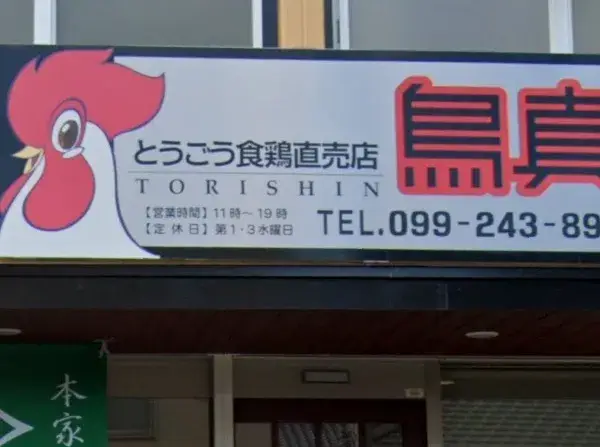 とうごう食鶏直売店
TORISHIN
【営業時間】11時～19時
【定休日】第1・3水曜日
鳥真
TEL.099-243-89
本家